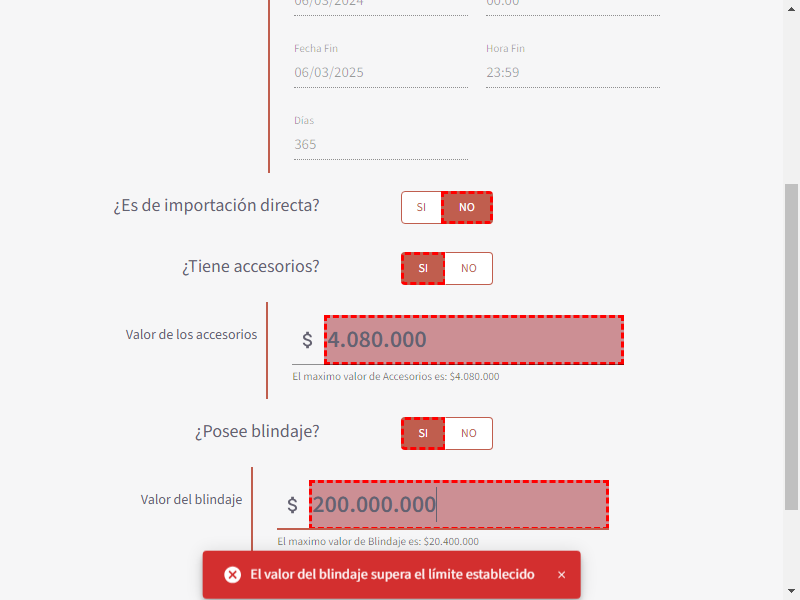 06/03/2024 00:00
Fecha Fin Hora Fin
06/03/2025 23:59
Días
365
¿Es de importación directa? SI NO
¿Tiene accesorios? SI NO
Valor de los accesorios $ 4.080.000
El maximo valor de Accesorios es: $4.080.000
¿Posee blindaje? SI NO
Valor del blindaje $ 200.000.000
El maximo valor de Blindaje es: $20.400.000
El valor del blindaje supera el límite establecido ×